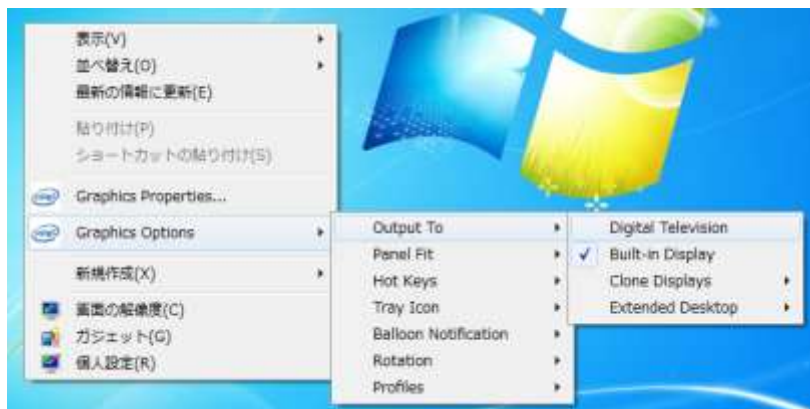 表示(V)
並べ替え(O)
最新の情報に更新(E)
貼り付け(P)
ショートカットの貼り付け(S)
Graphics Properties...
Graphics Options
新規作成(X)
画面の解像度(C)
ガジェット(G)
個人設定(R)
Output To
Panel Fit
Hot Keys
Tray Icon
Balloon Notification
Rotation
Profiles
Digital Television
Built-in Display
Clone Displays
Extended Desktop